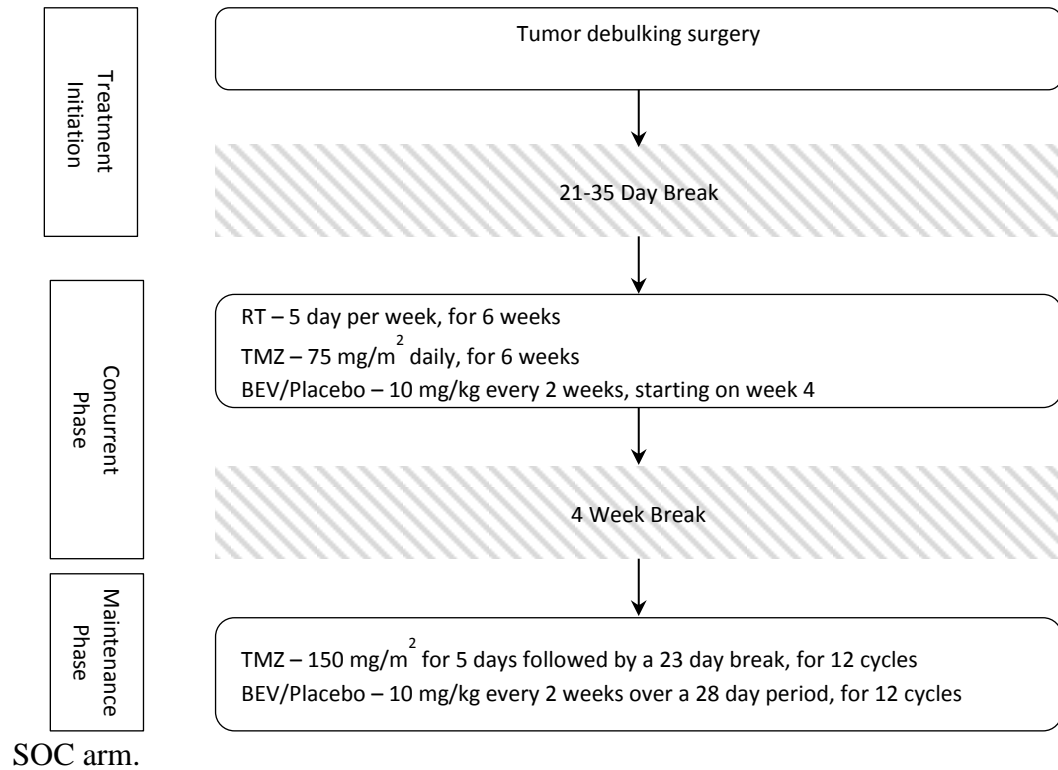 Treatment
Initiation
Tumor debulking surgery
21-35 Day Break
Concurrent
Phase
RT – 5 day per week, for 6 weeks
TMZ – 75 mg/m² daily, for 6 weeks
BEV/Placebo – 10 mg/kg every 2 weeks, starting on week 4
4 Week Break
Maintenance
Phase
TMZ – 150 mg/m² for 5 days followed by a 23 day break, for 12 cycles
BEV/Placebo – 10 mg/kg every 2 weeks over a 28 day period, for 12 cycles
SOC arm.